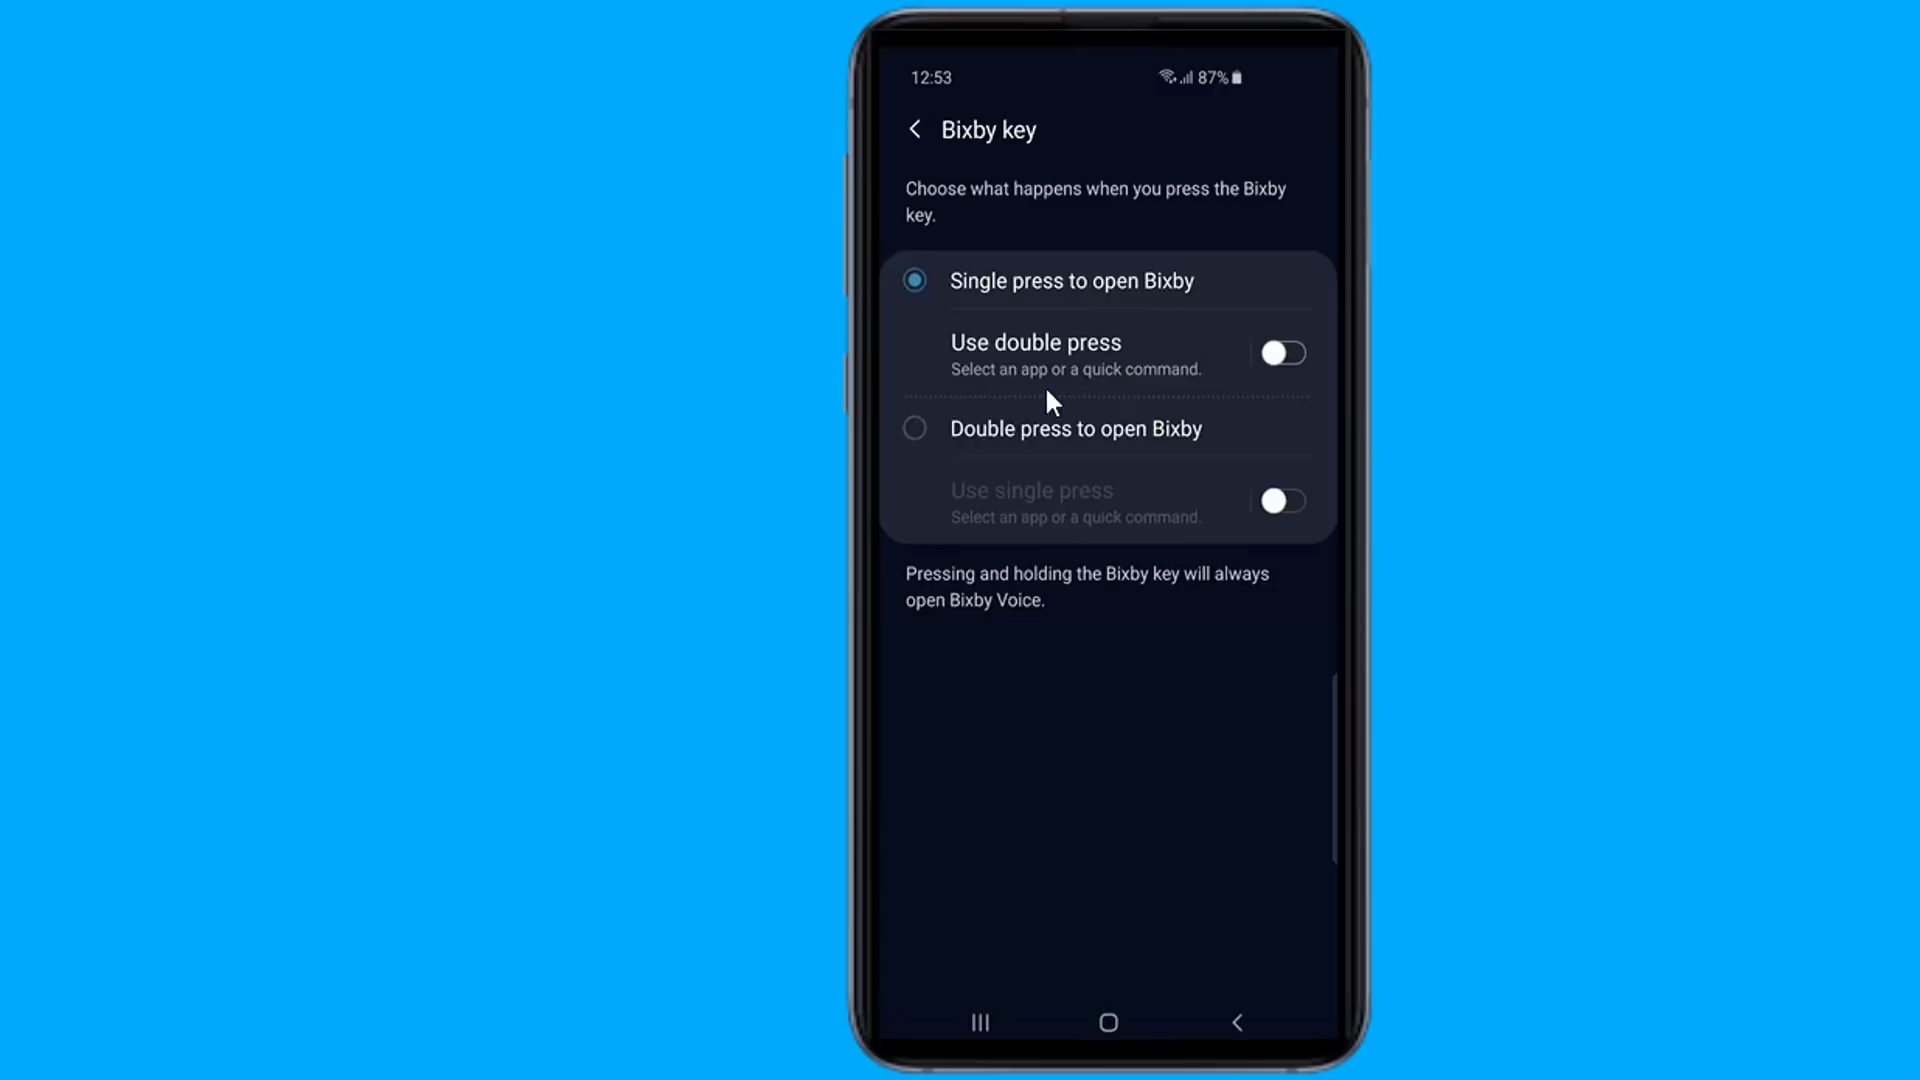 12:53
87%
Bixby key
Choose what happens when you press the Bixby
key.
Single press to open Bixby
Use double press
Select an app or a quick command.
Double press to open Bixby
Use single press
Select an app or a quick command.
Pressing and holding the Bixby key will always
open Bixby Voice.